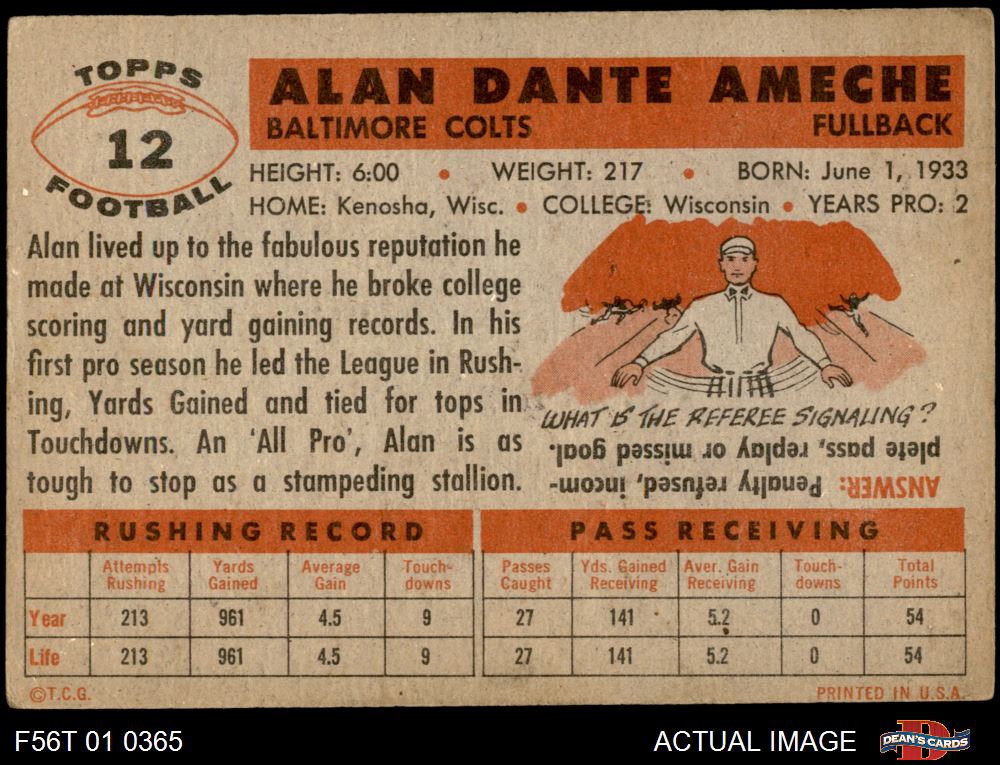 TOPPS
12
FOOTBALL
ALAN DANTE AMECHE
BALTIMORE COLTS FULLBACK
HEIGHT: 6:00 • WEIGHT: 217 • BORN: June 1, 1933
HOME: Kenosha, Wisc. • COLLEGE: Wisconsin • YEARS PRO: 2
Alan lived up to the fabulous reputation he
made at Wisconsin where he broke college
scoring and yard gaining records. In his
first pro season he led the League in Rush-
ing, Yards Gained and tied for tops in
Touchdowns. An 'All Pro', Alan is as
tough to stop as a stampeding stallion.
WHAT IS THE REFEREE SIGNALING?
ANSWER: Penalty refused, incom-
plete pass, replay or missed goal.
RUSHING RECORD PASS RECEIVING
Attempts Rushing Yards Gained Average Gain Touch-downs Passes Caught Yds. Gained Receiving Aver. Gain Receiving Touch-downs Total Points
Year 213 961 4.5 9 27 141 5.2 0 54
Life 213 961 4.5 9 27 141 5.2 0 54
©T.C.G. PRINTED IN U.S.A.
F56T 01 0365 ACTUAL IMAGE DEAN'S CARDS